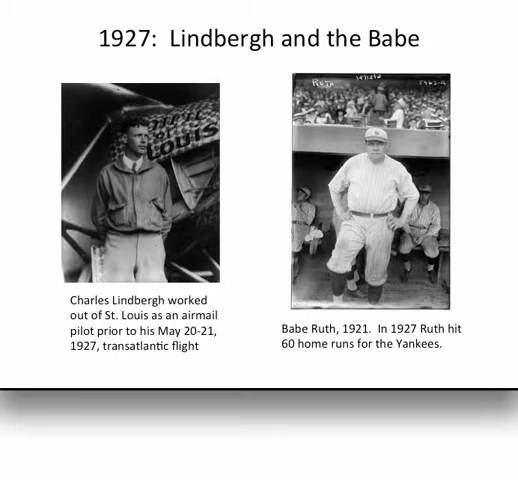 1927: Lindbergh and the Babe
RUTH
LOUIS
Charles Lindbergh worked
out of St. Louis as an airmail
pilot prior to his May 20-21,
1927, transatlantic flight
Babe Ruth, 1921. In 1927 Ruth hit
60 home runs for the Yankees.